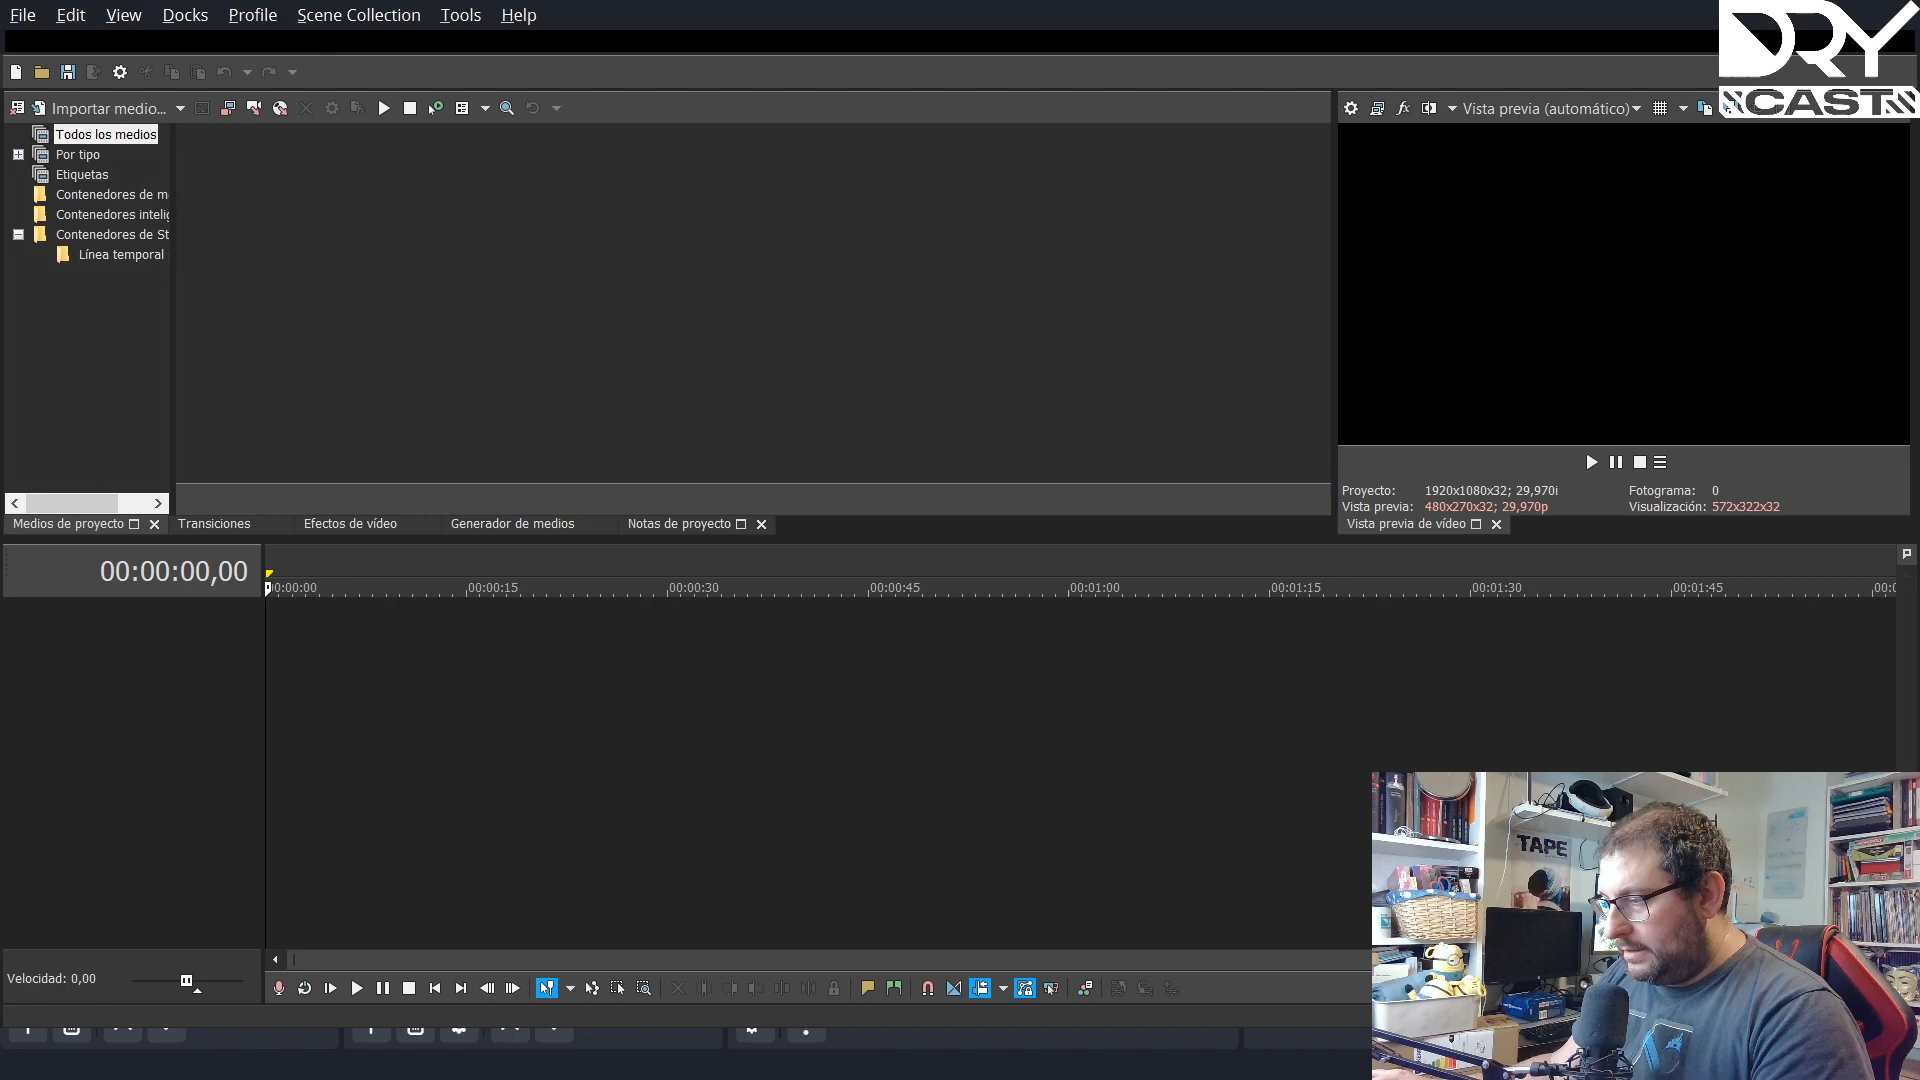 File Edit View Docks Profile Scene Collection Tools Help
DRY
CAST
Importar medio...
Vista previa (automático)
Todos los medios
Por tipo
Etiquetas
Contenedores de m
Contenedores intelig
Contenedores de St
Línea temporal
Proyecto: 1920x1080x32; 29,970i Fotograma: 0
Vista previa: 480x270x32; 29,970p Visualización: 572x322x32
Medios de proyecto Transiciones Efectos de vídeo Generador de medios Notas de proyecto Vista previa de vídeo
00:00:00,00
00:00:00 00:00:15 00:00:30 00:00:45 00:01:00 00:01:15 00:01:30 00:01:45 00:0
TAPE
Velocidad: 0,00